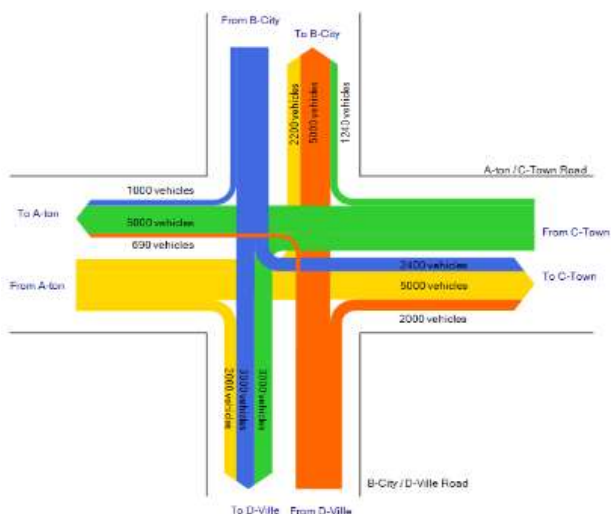 From B-City
To B-City
2200 vehicles
5000 vehicles
1240 vehicles
A-ton / C-Town Road
1000 vehicles
To A-ton
5000 vehicles
From C-Town
690 vehicles
2400 vehicles
To C-Town
From A-ton
5000 vehicles
2000 vehicles
2000 vehicles
3000 vehicles
3000 vehicles
B-City / D-Ville Road
To D-Ville
From D-Ville